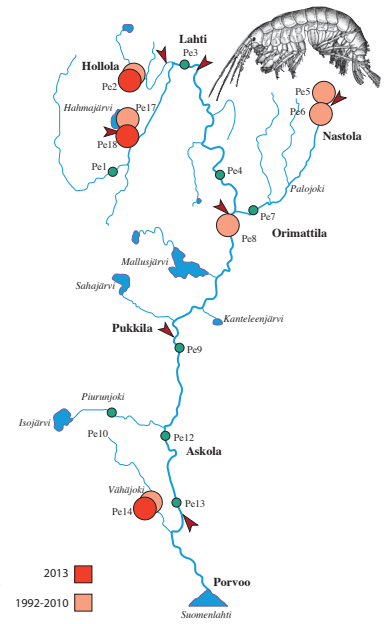 Lahti
Pe3
Hollola
Pe2
Pe5
Hahmajärvi
Pe17
Pe6
Nastola
Pe18
Pe1
Pe4
Palojoki
Pe7
Pe8
Orimattila
Mallusjärvi
Sahajärvi
Kanteleenjärvi
Pukkila
Pe9
Piurunjoki
Isojärvi
Pe10
Pe12
Askola
Vähäjoki
Pe13
Pe14
2013
Porvoo
1992-2010
Suomenlahti